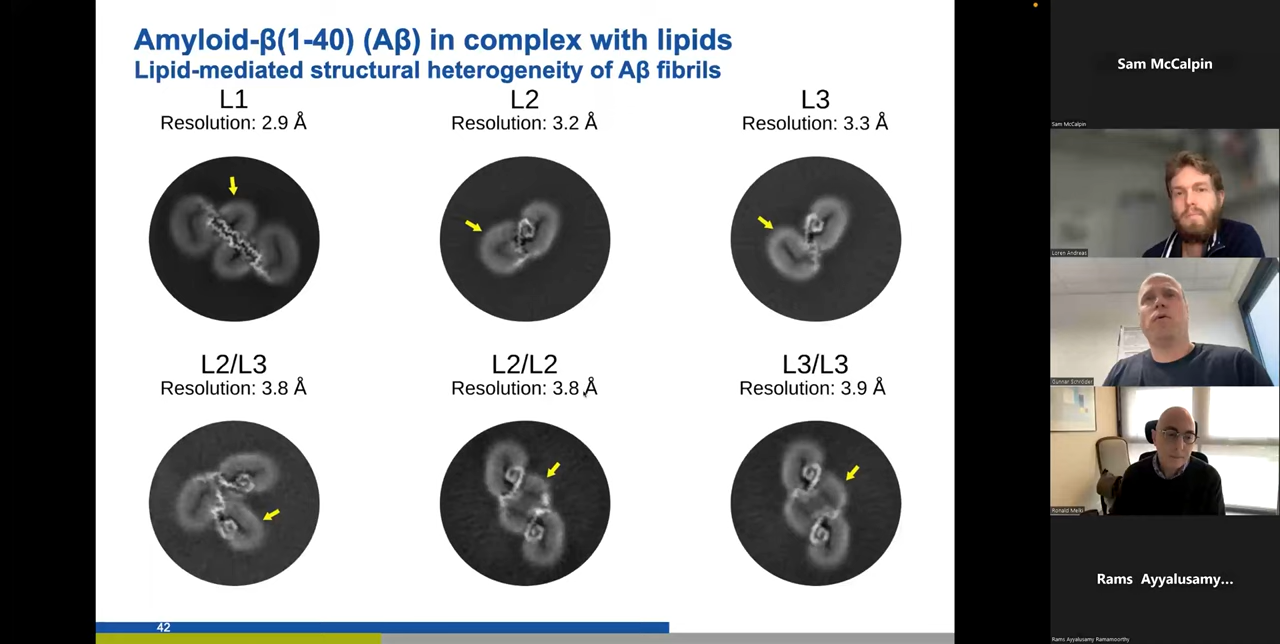 Amyloid-β(1-40) (Aβ) in complex with lipids
Lipid-mediated structural heterogeneity of Aβ fibrils
L1
Resolution: 2.9 Å
L2
Resolution: 3.2 Å
L3
Resolution: 3.3 Å
L2/L3
Resolution: 3.8 Å
L2/L2
Resolution: 3.8 Å
L3/L3
Resolution: 3.9 Å
42
Sam McCalpin
Sam McCalpin
Loren Andreas
Gunnar Schröder
Ronald Melki
Rams Ayyalusamy...
Rams Ayyalusamy Ramamoorthy